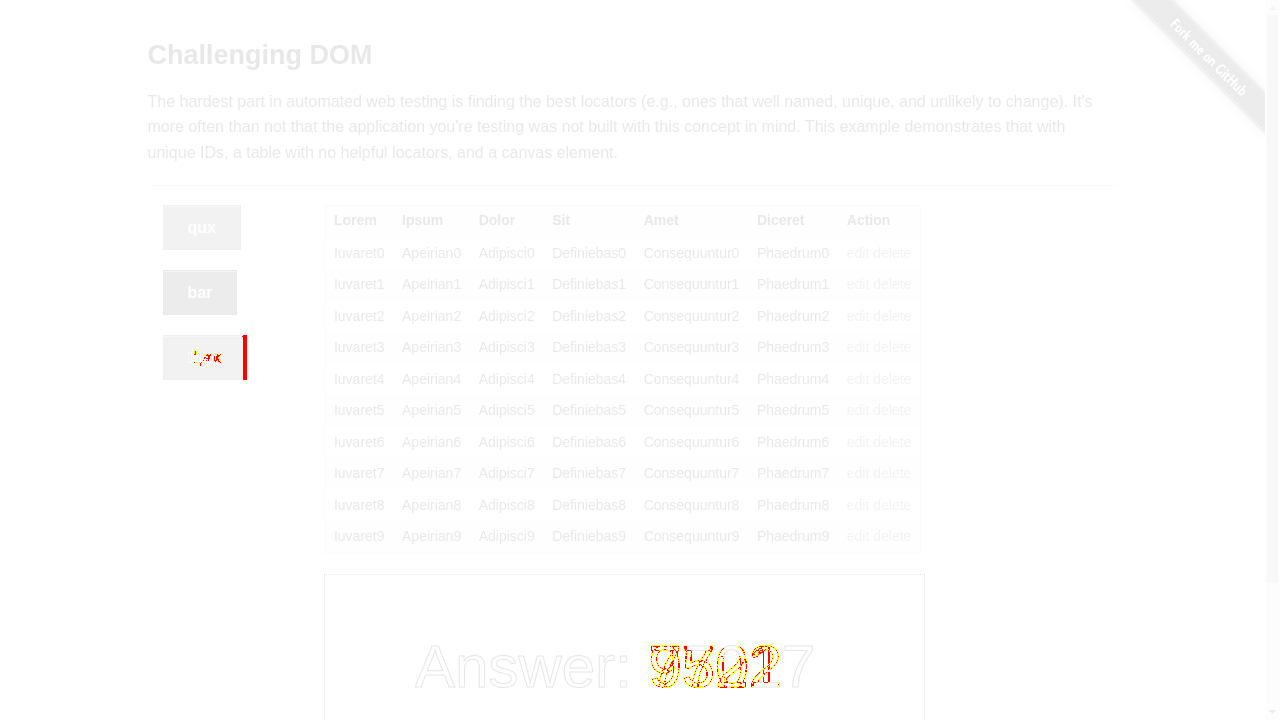 Fork me on GitHub
Challenging DOM
The hardest part in automated web testing is finding the best locators (e.g., ones that well named, unique, and unlikely to change). It's
more often than not that the application you're testing was not built with this concept in mind. This example demonstrates that with
unique IDs, a table with no helpful locators, and a canvas element.
qux
bar
Lorem Ipsum Dolor Sit Amet Diceret Action
Iuvaret0 Apeirian0 Adipisci0 Definiebas0 Consequuntur0 Phaedrum0 edit delete
Iuvaret1 Apeirian1 Adipisci1 Definiebas1 Consequuntur1 Phaedrum1 edit delete
Iuvaret2 Apeirian2 Adipisci2 Definiebas2 Consequuntur2 Phaedrum2 edit delete
Iuvaret3 Apeirian3 Adipisci3 Definiebas3 Consequuntur3 Phaedrum3 edit delete
Iuvaret4 Apeirian4 Adipisci4 Definiebas4 Consequuntur4 Phaedrum4 edit delete
Iuvaret5 Apeirian5 Adipisci5 Definiebas5 Consequuntur5 Phaedrum5 edit delete
Iuvaret6 Apeirian6 Adipisci6 Definiebas6 Consequuntur6 Phaedrum6 edit delete
Iuvaret7 Apeirian7 Adipisci7 Definiebas7 Consequuntur7 Phaedrum7 edit delete
Iuvaret8 Apeirian8 Adipisci8 Definiebas8 Consequuntur8 Phaedrum8 edit delete
Iuvaret9 Apeirian9 Adipisci9 Definiebas9 Consequuntur9 Phaedrum9 edit delete
Answer: